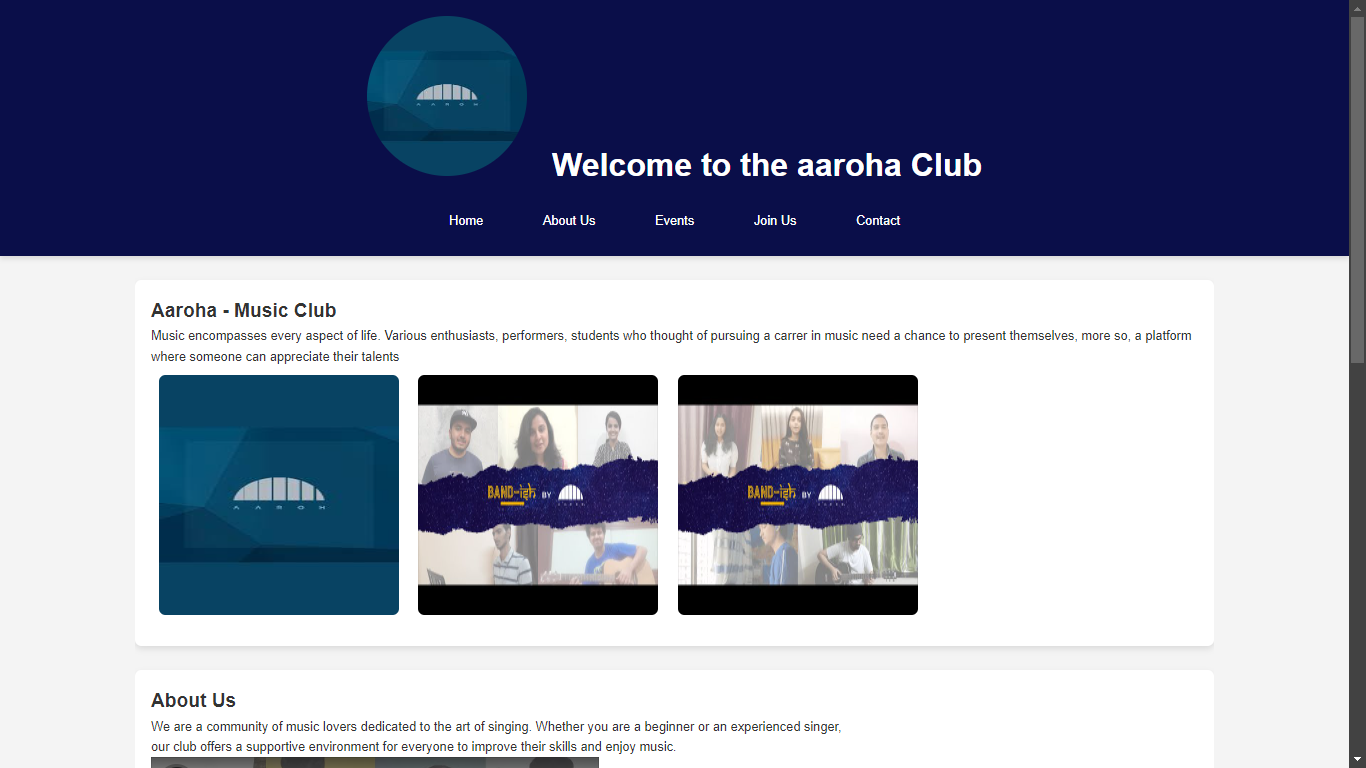 AAROH
Welcome to the aaroha Club
Home About Us Events Join Us Contact
Aaroha - Music Club
Music encompasses every aspect of life. Various enthusiasts, performers, students who thought of pursuing a carrer in music need a chance to present themselves, more so, a platform
where someone can appreciate their talents
AAROH
BAND-ish BY AAROH
BAND-ish BY AAROH
About Us
We are a community of music lovers dedicated to the art of singing. Whether you are a beginner or an experienced singer,
our club offers a supportive environment for everyone to improve their skills and enjoy music.